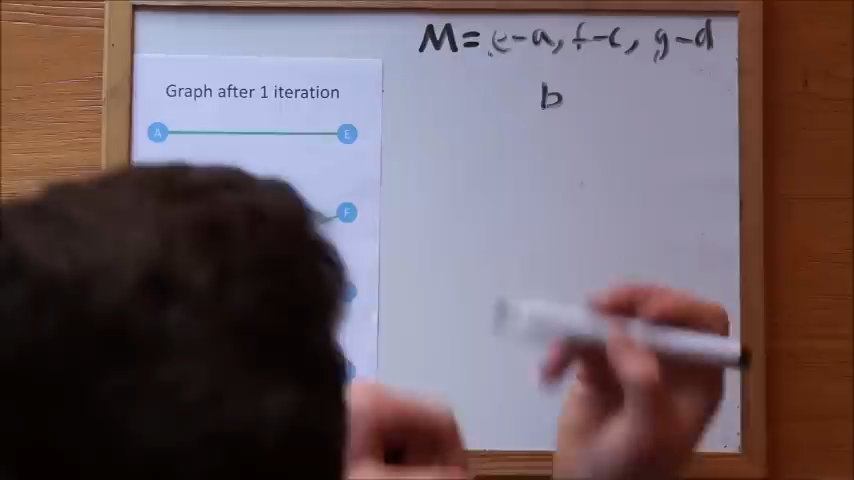 M= e-a, f-c, g-d
Graph after 1 iteration
b
A E
F